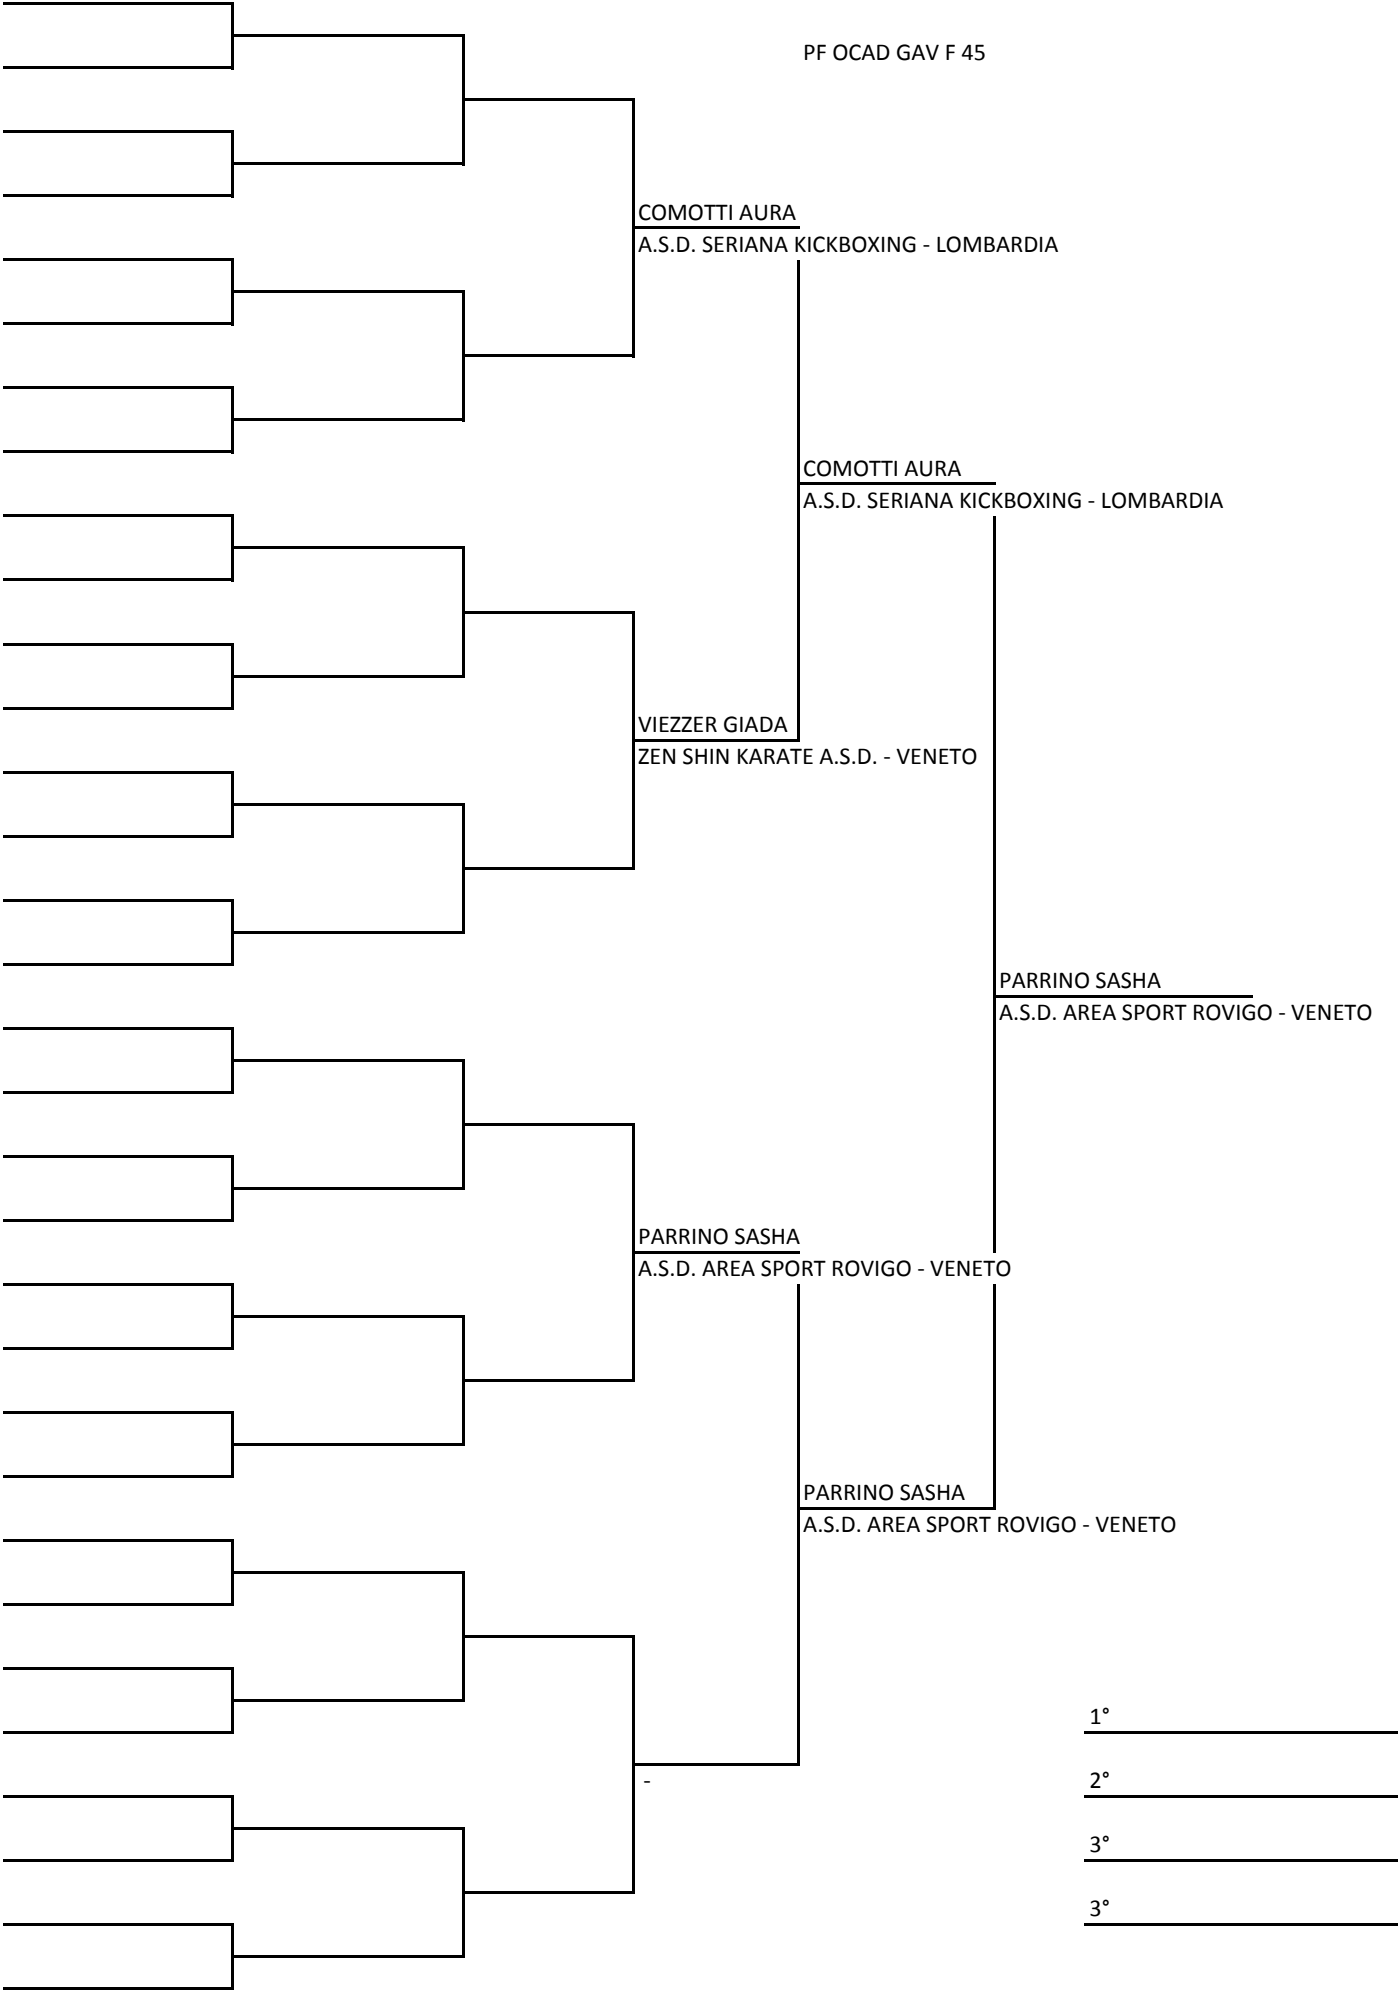 PF OCAD GAV F 45
COMOTTI AURA
A.S.D. SERIANA KICKBOXING - LOMBARDIA
COMOTTI AURA
A.S.D. SERIANA KICKBOXING - LOMBARDIA
VIEZZER GIADA
ZEN SHIN KARATE A.S.D. - VENETO
PARRINO SASHA
A.S.D. AREA SPORT ROVIGO - VENETO
PARRINO SASHA
A.S.D. AREA SPORT ROVIGO - VENETO
PARRINO SASHA
A.S.D. AREA SPORT ROVIGO - VENETO
1°
-
2°
3°
3°